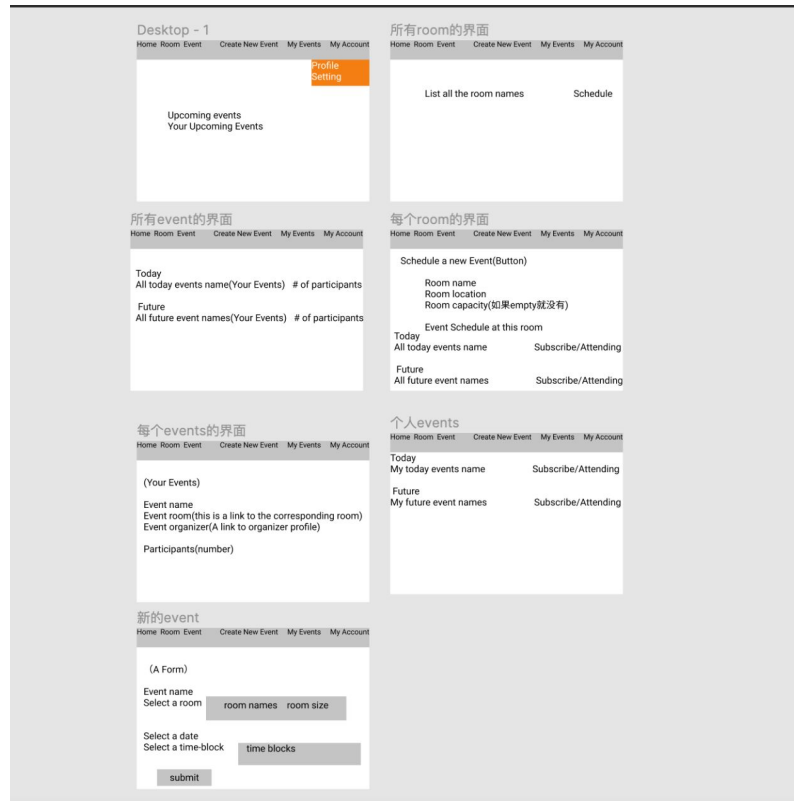 Desktop - 1
Home Room Event Create New Event My Events My Account
Profile
Setting
Upcoming events
Your Upcoming Events
所有room的界面
Home Room Event Create New Event My Events My Account
List all the room names Schedule
所有event的界面
Home Room Event Create New Event My Events My Account
Today
All today events name(Your Events) # of participants
Future
All future event names(Your Events) # of participants
每个room的界面
Home Room Event Create New Event My Events My Account
Schedule a new Event(Button)
Room name
Room location
Room capacity(如果empty就没有)
Event Schedule at this room
Today
All today events name Subscribe/Attending
Future
All future event names Subscribe/Attending
每个events的界面
Home Room Event Create New Event My Events My Account
(Your Events)
Event name
Event room(this is a link to the corresponding room)
Event organizer(A link to organizer profile)
Participants(number)
个人events
Home Room Event Create New Event My Events My Account
Today
My today events name Subscribe/Attending
Future
My future event names Subscribe/Attending
新的event
Home Room Event Create New Event My Events My Account
（A Form）
Event name
Select a room room names room size
Select a date
Select a time-block time blocks
submit